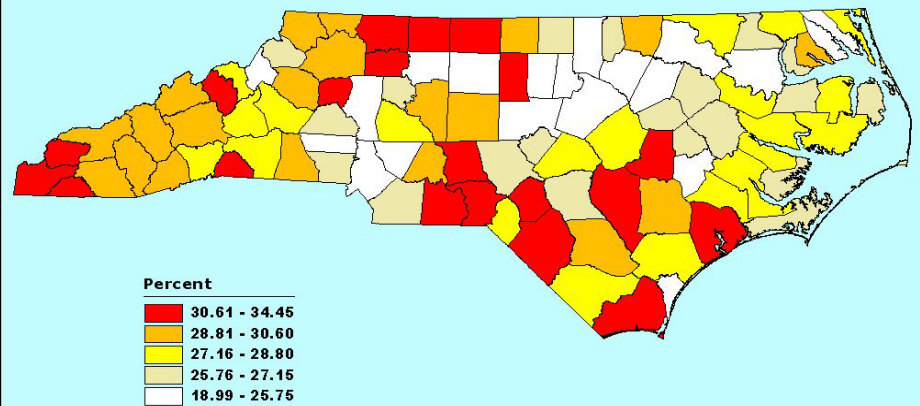 Percent
30.61 - 34.45
28.81 - 30.60
27.16 - 28.80
25.76 - 27.15
18.99 - 25.75